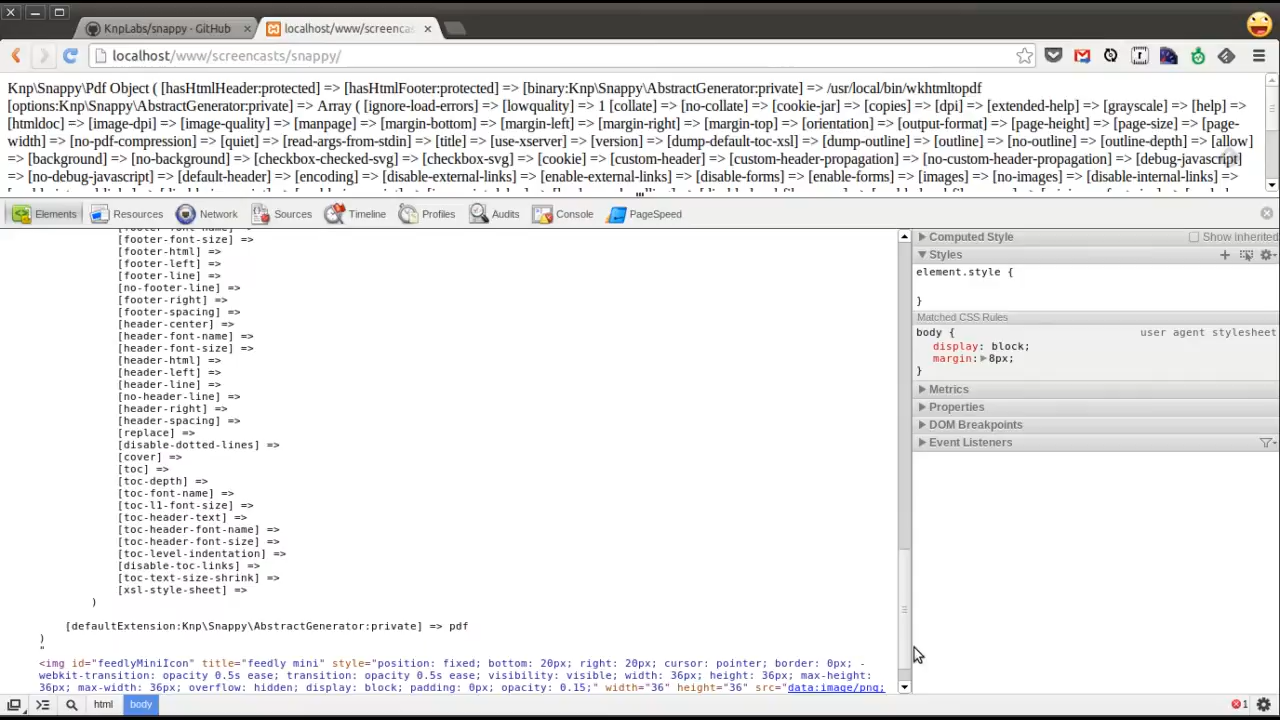 KnpLabs/snappy · GitHub
localhost/www/screencas
localhost/www/screencasts/snappy/
Knp\Snappy\Pdf Object ( [hasHtmlHeader:protected] => [hasHtmlFooter:protected] => [binary:Knp\Snappy\AbstractGenerator:private] => /usr/local/bin/wkhtmltopdf
[options:Knp\Snappy\AbstractGenerator:private] => Array ( [ignore-load-errors] => [lowquality] => 1 [collate] => [no-collate] => [cookie-jar] => [copies] => [dpi] => [extended-help] => [grayscale] => [help] =>
[htmldoc] => [image-dpi] => [image-quality] => [manpage] => [margin-bottom] => [margin-left] => [margin-right] => [margin-top] => [orientation] => [output-format] => [page-height] => [page-size] => [page-
width] => [no-pdf-compression] => [quiet] => [read-args-from-stdin] => [title] => [use-xserver] => [version] => [dump-default-toc-xsl] => [dump-outline] => [outline] => [no-outline] => [outline-depth] => [allow]
=> [background] => [no-background] => [checkbox-checked-svg] => [checkbox-svg] => [cookie] => [custom-header] => [custom-header-propagation] => [no-custom-header-propagation] => [debug-javascript]
=> [no-debug-javascript] => [default-header] => [encoding] => [disable-external-links] => [enable-external-links] => [disable-forms] => [enable-forms] => [images] => [no-images] => [disable-internal-links] =>
Elements Resources Network Sources Timeline Profiles Audits Console PageSpeed
[footer-font-name] =>
[footer-font-size] =>
[footer-html] =>
[footer-left] =>
[footer-line] =>
[no-footer-line] =>
[footer-right] =>
[footer-spacing] =>
[header-center] =>
[header-font-name] =>
[header-font-size] =>
[header-html] =>
[header-left] =>
[header-line] =>
[no-header-line] =>
[header-right] =>
[header-spacing] =>
[replace] =>
[disable-dotted-lines] =>
[cover] =>
[toc] =>
[toc-depth] =>
[toc-font-name] =>
[toc-l1-font-size] =>
[toc-header-text] =>
[toc-header-font-name] =>
[toc-header-font-size] =>
[toc-level-indentation] =>
[disable-toc-links] =>
[toc-text-size-shrink] =>
[xsl-style-sheet] =>
)
[defaultExtension:Knp\Snappy\AbstractGenerator:private] => pdf
)
"
<img id="feedlyMiniIcon" title="feedly mini" style="position: fixed; bottom: 20px; right: 20px; cursor: pointer; border: 0px; -
webkit-transition: opacity 0.5s ease; transition: opacity 0.5s ease; visibility: visible; width: 36px; height: 36px; max-height:
36px; max-width: 36px; overflow: hidden; display: block; padding: 0px; opacity: 0.15;" width="36" height="36" src="data:image/png;
Computed Style Show inherited
Styles
element.style {
}
Matched CSS Rules
body { user agent stylesheet
display: block;
margin: 8px;
}
Metrics
Properties
DOM Breakpoints
Event Listeners
html body
1